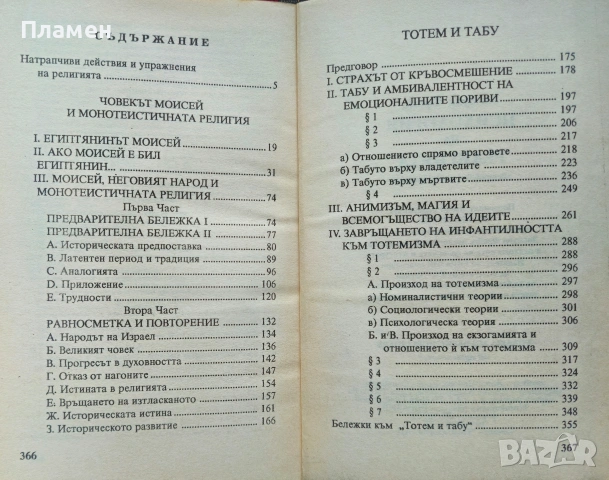 Пламен
СЪДЪРЖАНИЕ
Натрапчиви действия и упражнения
на религията 5
ЧОВЕКЪТ МОИСЕЙ
И МОНОТЕИСТИЧНАТА РЕЛИГИЯ
I. ЕГИПТЯНИНЪТ МОИСЕЙ 19
II. АКО МОИСЕЙ Е БИЛ
ЕГИПТЯНИН... 31
III. МОИСЕЙ, НЕГОВИЯТ НАРОД И
МОНОТЕИСТИЧНАТА РЕЛИГИЯ 74
Първа Част
ПРЕДВАРИТЕЛНА БЕЛЕЖКА I 74
ПРЕДВАРИТЕЛНА БЕЛЕЖКА II 77
А. Историческата предпоставка 80
В. Латентен период и традиция 89
С. Аналогията 96
D. Приложение 106
Е. Трудности 120
Втора Част
РАВНОСМЕТКА И ПОВТОРЕНИЕ 132
А. Народът на Израел 134
Б. Великият човек 137
В. Прогресът в духовността 142
Г. Отказ от нагоните 147
Д. Истината в религията 154
Е. Връщането на изтласканото 157
Ж. Историческата истина 161
З. Историческото развитие 166
366
ТОТЕМ И ТАБУ
Предговор 175
I. СТРАХЪТ ОТ КРЪВОСМЕШЕНИЕ 178
II. ТАБУ И АМБИВАЛЕНТНОСТ НА
ЕМОЦИОНАЛНИТЕ ПОРИВИ 197
§ 1 197
§ 2 206
§ 3 217
а) Отношението спрямо враговете 218
б) Табуто върху владетелите 223
в) Табуто върху мъртвите 236
§ 4 249
III. АНИМИЗЪМ, МАГИЯ И
ВСЕМОГЪЩЕСТВО НА ИДЕИТЕ 261
IV. ЗАВРЪЩАНЕТО НА ИНФАНТИЛНОСТТА
КЪМ ТОТЕМИЗМА 288
§ 1 288
§ 2 296
А. Произход на тотемизма 297
а) Номиналистични теории 298
б) Социологически теории 301
в) Психологическа теория 306
Б. и В. Произход на екзогамията и
отношението ѝ към тотемизма 309
§ 3 317
§ 4 324
§ 5 332
§ 6 339
§ 7 348
Бележки към „Тотем и табу“ 355
367
BAZAR
bg